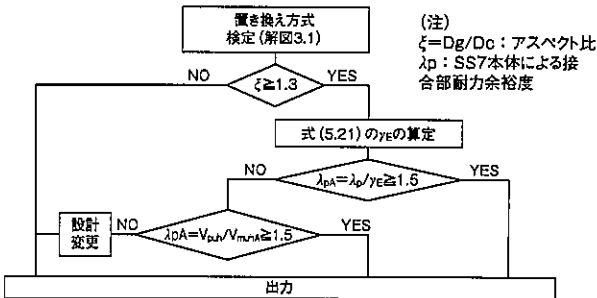 置き換え方式
検定(解図3.1)
(注)
ξ=Dg/Dc:アスペクト比
λp:SS7本体による接
合部耐力余裕度
NO
ξ≧1.3
YES
式(5.21)のγEの算定
NO
λpA=λp/γE≧1.5
YES
設計
変更
NO
λpA=Vpuh/VmuhA≧1.5
YES
出力